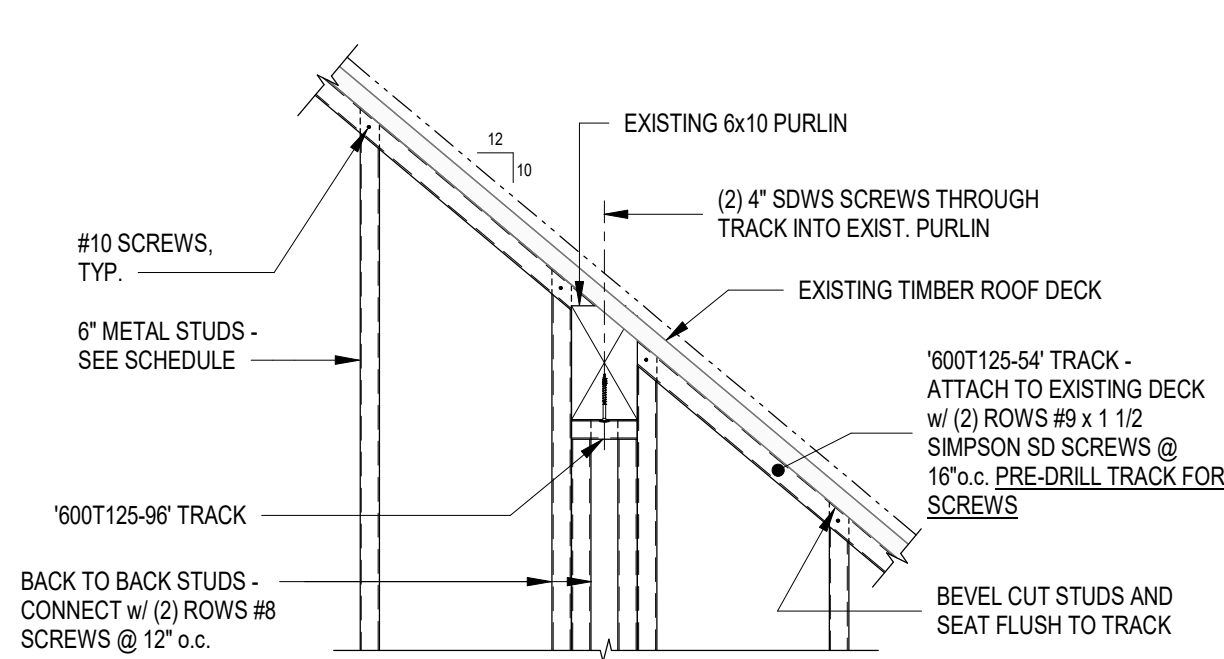 EXISTING 6x10 PURLIN
12
10
(2) 4" SDWS SCREWS THROUGH
TRACK INTO EXIST. PURLIN
#10 SCREWS,
TYP.
EXISTING TIMBER ROOF DECK
6" METAL STUDS -
SEE SCHEDULE
'600T125-54' TRACK -
ATTACH TO EXISTING DECK
w/ (2) ROWS #9 x 1 1/2
SIMPSON SD SCREWS @
16"o.c. PRE-DRILL TRACK FOR
SCREWS
'600T125-96' TRACK
BACK TO BACK STUDS -
CONNECT w/ (2) ROWS #8
SCREWS @ 12" o.c.
BEVEL CUT STUDS AND
SEAT FLUSH TO TRACK